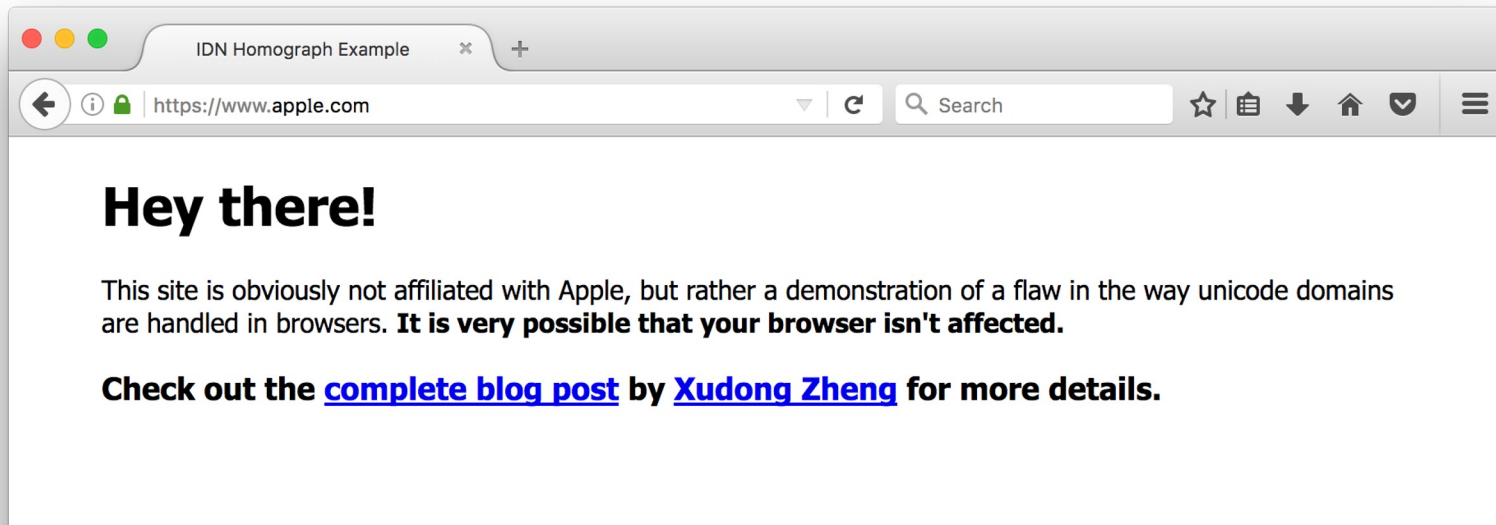 IDN Homograph Example
https://www.apple.com
Search
Hey there!
This site is obviously not affiliated with Apple, but rather a demonstration of a flaw in the way unicode domains
are handled in browsers. It is very possible that your browser isn't affected.
Check out the complete blog post by Xudong Zheng for more details.